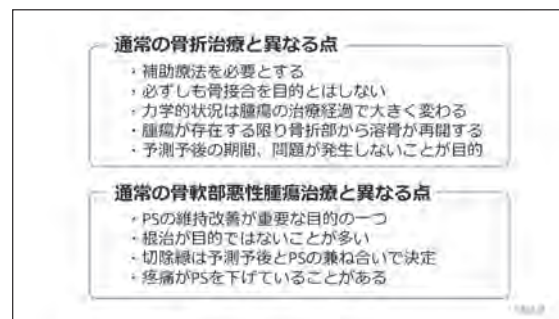 通常の骨折治療と異なる点
・補助療法を必要とする
・必ずしも骨接合を目的とはしない
・力学的状況は腫瘍の治療経過で大きく変わる
・腫瘍が存在する限り骨折部から溶骨が再開する
・予測予後の期間、問題が発生しないことが目的
通常の骨軟部悪性腫瘍治療と異なる点
・PSの維持改善が重要な目的の一つ
・根治が目的ではないことが多い
・切除縁は予測予後とPSの兼ね合いで決定
・疼痛がPSを下げていることがある